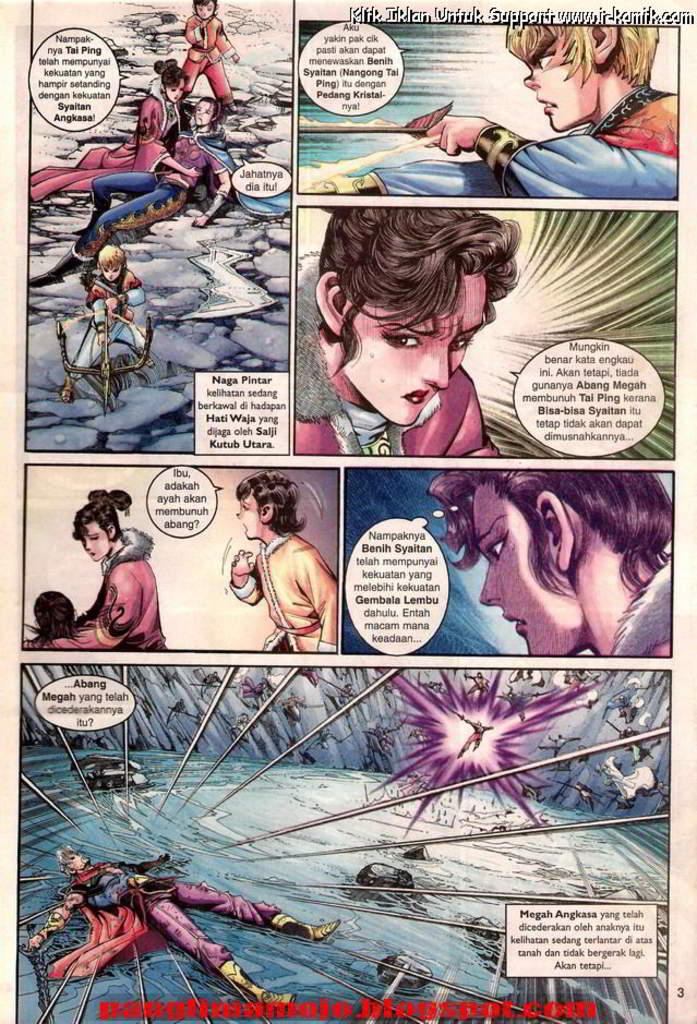 Klik Iklan Untuk Support www.i-komik.com
Nampak-
nya Tai Ping
telah mempunyai
kekuatan yang
hampir setanding
dengan kekuatan
Syaitan
Angkasa!
Jahatnya
dia itu!
Naga Pintar
kelihatan sedang
berkawal di hadapan
Hati Waja yang
dijaga oleh Salji
Kutub Utara.
Aku
yakin pak cik
pasti akan dapat
menewaskan Benih
Syaitan (Nangong Tai
Ping) itu dengan
Pedang Kristal-
nya!
Mungkin
benar kata engkau
ini. Akan tetapi, tiada
gunanya Abang Megah
membunuh Tai Ping kerana
Bisa-bisa Syaitan itu
tetap tidak akan dapat
dimusnahkannya...
Ibu,
adakah
ayah akan
membunuh
abang?
Nampaknya
Benih Syaitan
telah mempunyai
kekuatan yang
melebihi kekuatan
Gembala Lembu
dahulu. Entah
macam mana
keadaan...
...Abang
Megah yang telah
dicederakannya
itu?
Megah Angkasa yang telah
dicederakan oleh anaknya itu
kelihatan sedang terlantar di atas
tanah dan tidak bergerak lagi.
Akan tetapi...
3
panglimamojo.blogspot.com